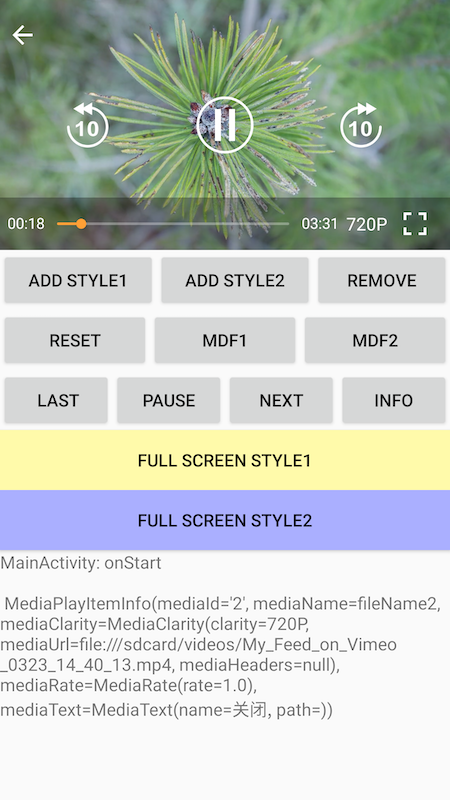 10
10
00:18
03:31
720P
ADD STYLE1
ADD STYLE2
REMOVE
RESET
MDF1
MDF2
LAST
PAUSE
NEXT
INFO
FULL SCREEN STYLE1
FULL SCREEN STYLE2
MainActivity: onStart
MediaPlayItemInfo(mediaId='2', mediaName=fileName2,
mediaClarity=MediaClarity(clarity=720P,
mediaUrl=file:///sdcard/videos/My_Feed_on_Vimeo
_0323_14_40_13.mp4, mediaHeaders=null),
mediaRate=MediaRate(rate=1.0),
mediaText=MediaText(name=关闭, path=))